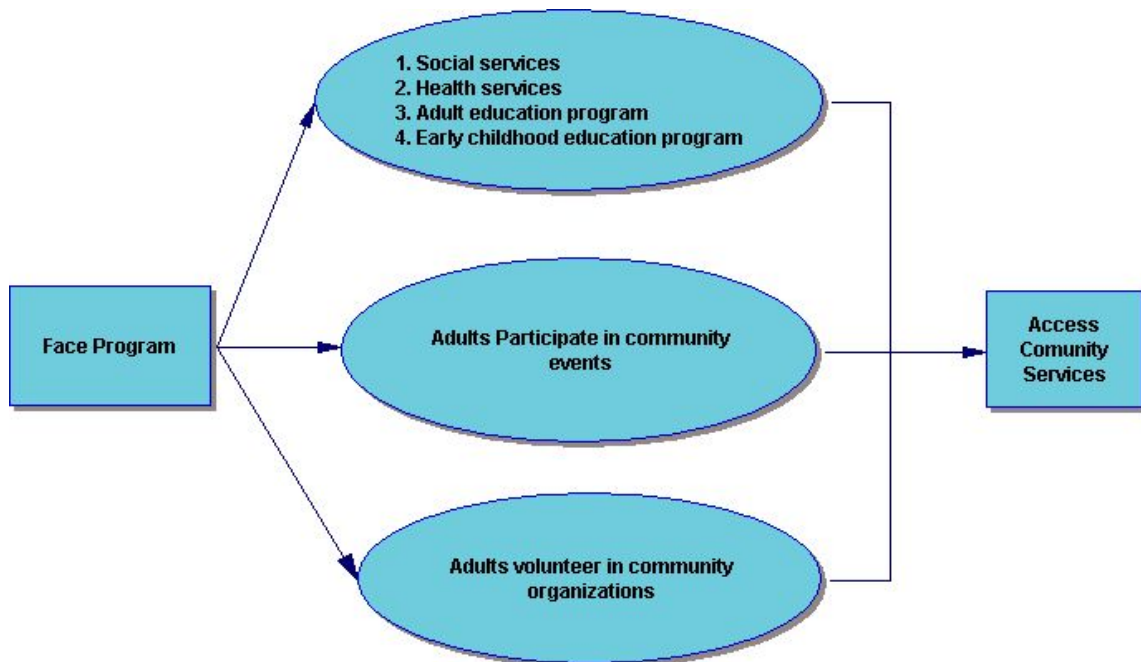 1. Social services
2. Health services
3. Adult education program
4. Early childhood education program
Face Program
Adults Participate in community
events
Access
Comunity
Services
Adults volunteer in community
organizations